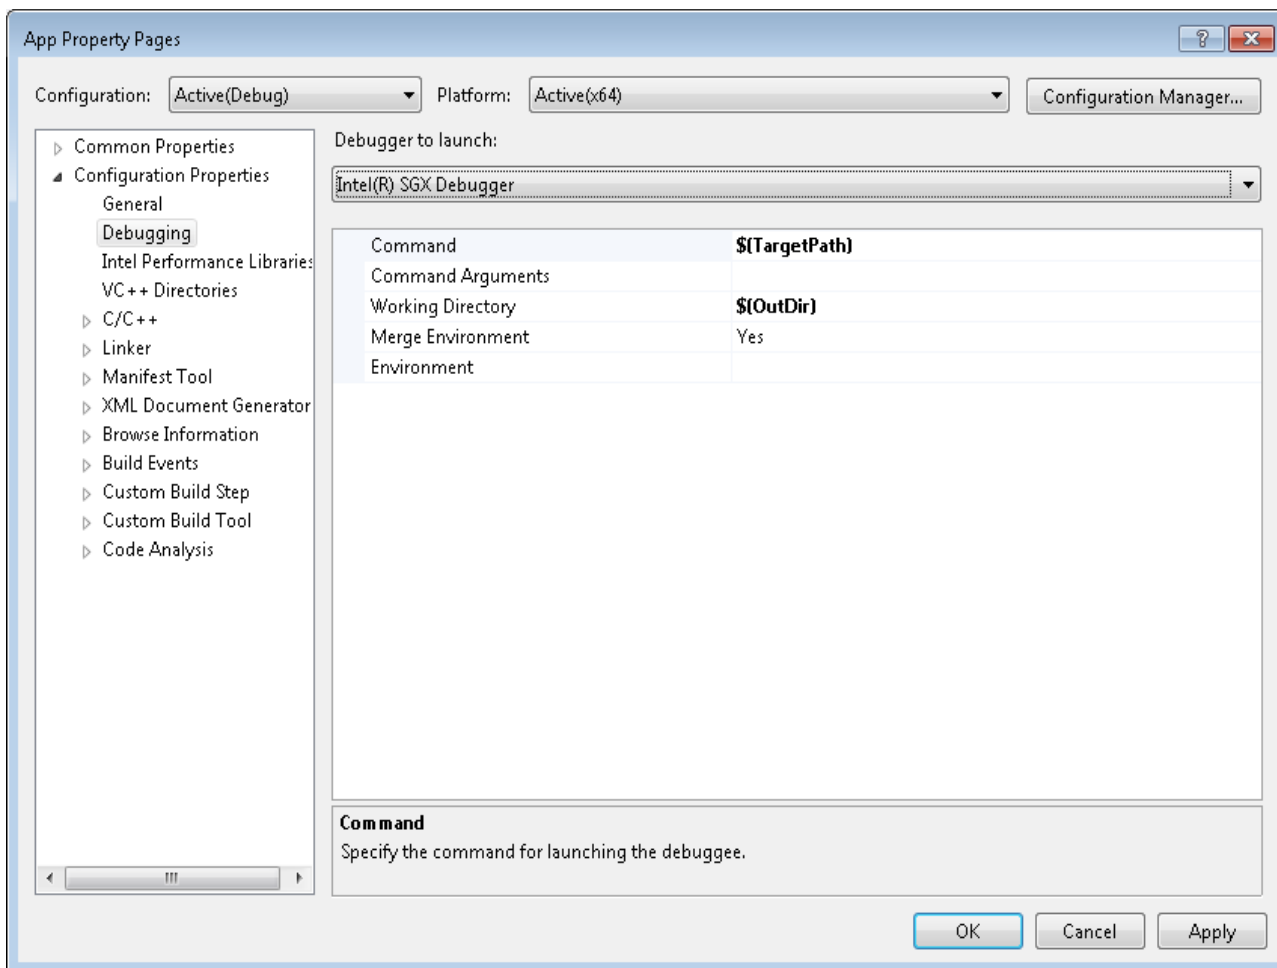 App Property Pages
Configuration: Active(Debug) Platform: Active(x64) Configuration Manager...
Common Properties
Configuration Properties
General
Debugging
Intel Performance Libraries
VC++ Directories
C/C++
Linker
Manifest Tool
XML Document Generator
Browse Information
Build Events
Custom Build Step
Custom Build Tool
Code Analysis
Debugger to launch:
Intel(R) SGX Debugger
Command $(TargetPath)
Command Arguments
Working Directory $(OutDir)
Merge Environment Yes
Environment
Command
Specify the command for launching the debuggee.
OK Cancel Apply